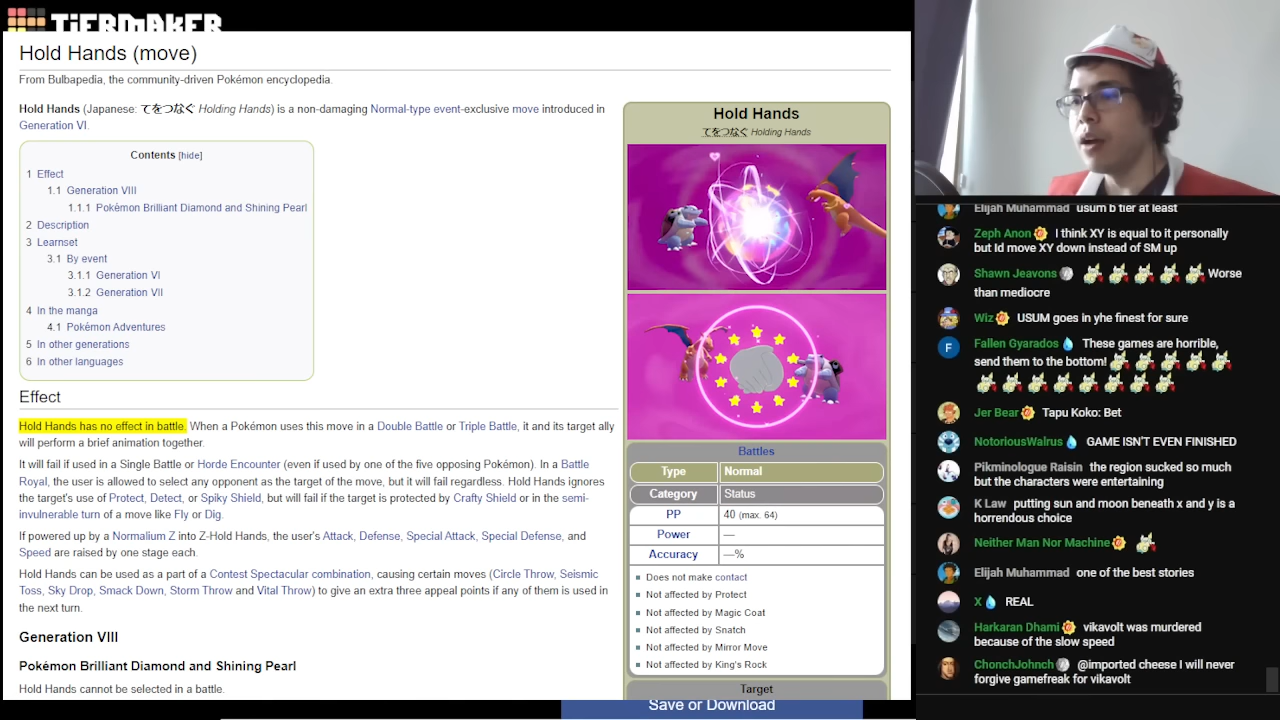 TiERMAKER
Hold Hands (move)
From Bulbapedia, the community-driven Pokémon encyclopedia.
Hold Hands (Japanese: てをつなぐ Holding Hands) is a non-damaging Normal-type event-exclusive move introduced in
Generation VI.
Contents [hide]
1 Effect
1.1 Generation VIII
1.1.1 Pokémon Brilliant Diamond and Shining Pearl
2 Description
3 Learnset
3.1 By event
3.1.1 Generation VI
3.1.2 Generation VII
4 In the manga
4.1 Pokémon Adventures
5 In other generations
6 In other languages
Effect
Hold Hands has no effect in battle. When a Pokémon uses this move in a Double Battle or Triple Battle, it and its target ally
will perform a brief animation together.
It will fail if used in a Single Battle or Horde Encounter (even if used by one of the five opposing Pokémon). In a Battle
Royal, the user is allowed to select any opponent as the target of the move, but it will fail regardless. Hold Hands ignores
the target's use of Protect, Detect, or Spiky Shield, but will fail if the target is protected by Crafty Shield or in the semi-
invulnerable turn of a move like Fly or Dig.
If powered up by a Normalium Z into Z-Hold Hands, the user's Attack, Defense, Special Attack, Special Defense, and
Speed are raised by one stage each.
Hold Hands can be used as a part of a Contest Spectacular combination, causing certain moves (Circle Throw, Seismic
Toss, Sky Drop, Smack Down, Storm Throw and Vital Throw) to give an extra three appeal points if any of them is used in
the next turn.
Generation VIII
Pokémon Brilliant Diamond and Shining Pearl
Hold Hands cannot be selected in a battle.
Hold Hands
てをつなぐ Holding Hands
Battles
Type Normal
Category Status
PP 40 (max. 64)
Power —
Accuracy —%
Does not make contact
Not affected by Protect
Not affected by Magic Coat
Not affected by Snatch
Not affected by Mirror Move
Not affected by King's Rock
Target
Save or Download
Elijah Muhammad usum b tier at least
Zeph Anon I think XY is equal to it personally
but Id move XY down instead of SM up
Shawn Jeavons Worse
than mediocre
Wiz USUM goes in yhe finest for sure
F Fallen Gyarados These games are horrible,
send them to the bottom!
Jer Bear Tapu Koko: Bet
NotoriousWalrus GAME ISN'T EVEN FINISHED
Pikminologue Raisin the region sucked so much
but the characters were entertaining
K Law putting sun and moon beneath x and y is a
horrendous choice
Neither Man Nor Machine
Elijah Muhammad one of the best stories
X REAL
Harkaran Dhami vikavolt was murdered
because of the slow speed
ChonchJohnch @imported cheese I will never
forgive gamefreak for vikavolt